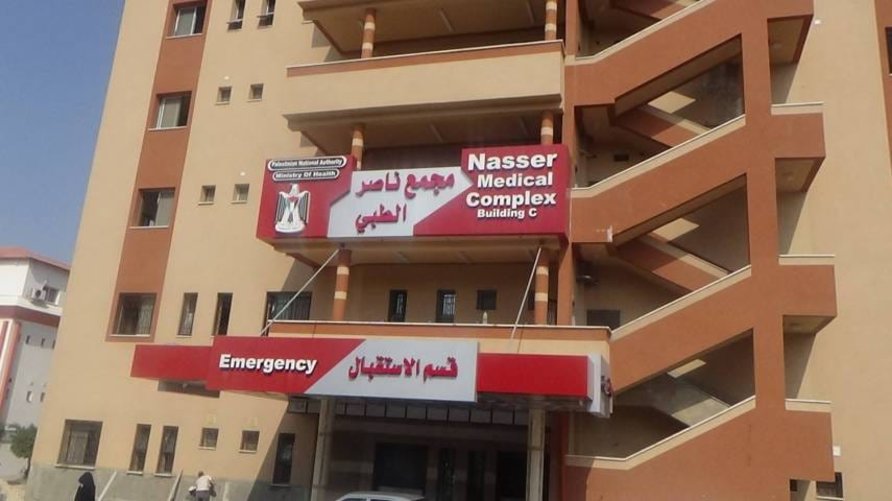 Palestinian National Authority
Ministry Of Health
مجمع ناصر
الطبي
Nasser
Medical
Complex
Building C
Emergency
قسم الاستقبال